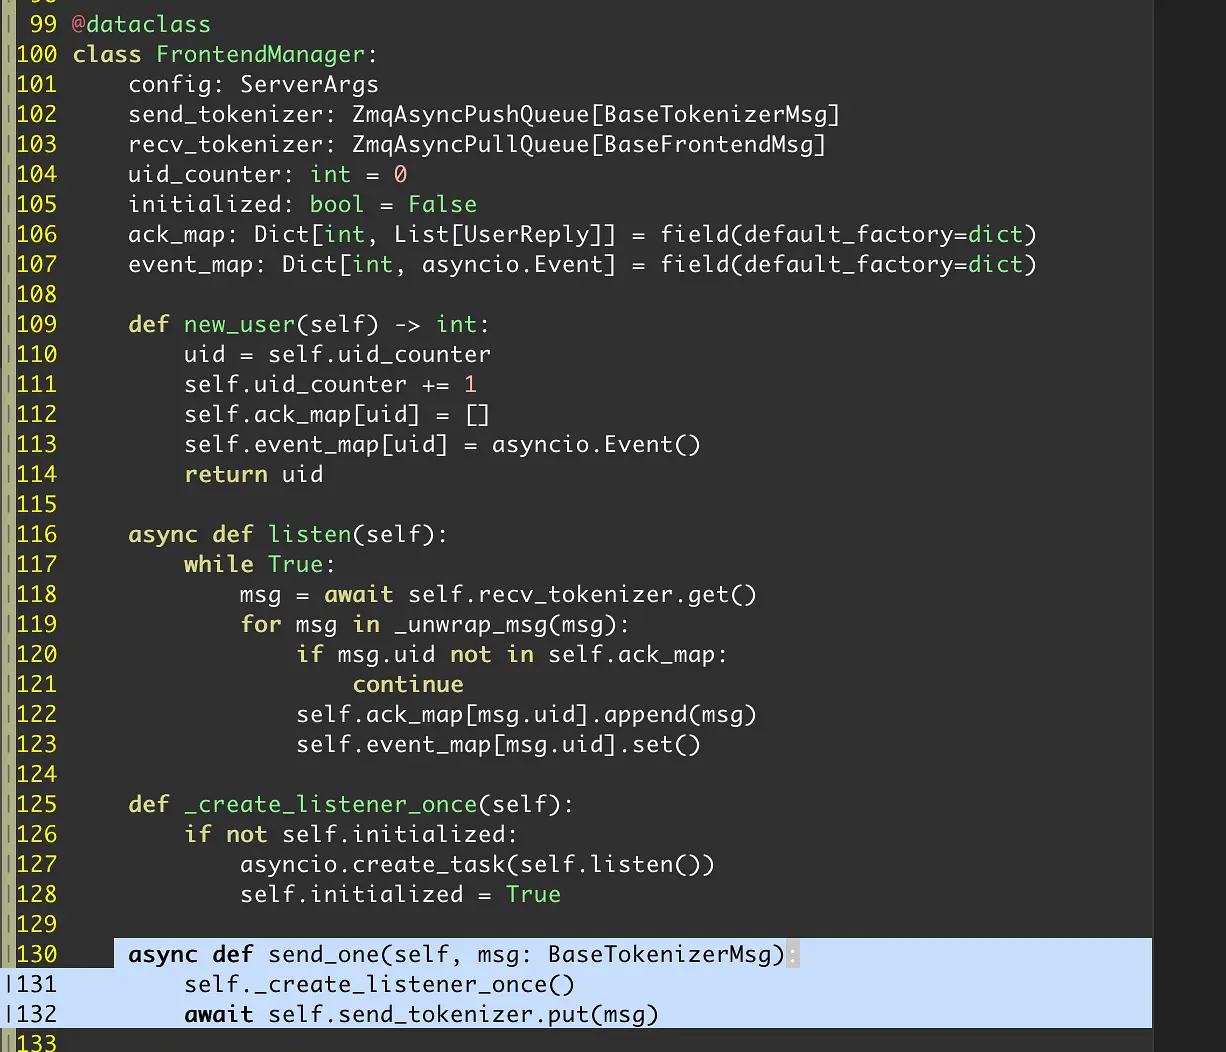 99 @dataclass
100 class FrontendManager:
101     config: ServerArgs
102     send_tokenizer: ZmqAsyncPushQueue[BaseTokenizerMsg]
103     recv_tokenizer: ZmqAsyncPullQueue[BaseFrontendMsg]
104     uid_counter: int = 0
105     initialized: bool = False
106     ack_map: Dict[int, List[UserReply]] = field(default_factory=dict)
107     event_map: Dict[int, asyncio.Event] = field(default_factory=dict)
108
109     def new_user(self) -> int:
110         uid = self.uid_counter
111         self.uid_counter += 1
112         self.ack_map[uid] = []
113         self.event_map[uid] = asyncio.Event()
114         return uid
115
116     async def listen(self):
117         while True:
118             msg = await self.recv_tokenizer.get()
119             for msg in _unwrap_msg(msg):
120                 if msg.uid not in self.ack_map:
121                     continue
122                 self.ack_map[msg.uid].append(msg)
123                 self.event_map[msg.uid].set()
124
125     def _create_listener_once(self):
126         if not self.initialized:
127             asyncio.create_task(self.listen())
128             self.initialized = True
129
130     async def send_one(self, msg: BaseTokenizerMsg):
131         self._create_listener_once()
132         await self.send_tokenizer.put(msg)
133